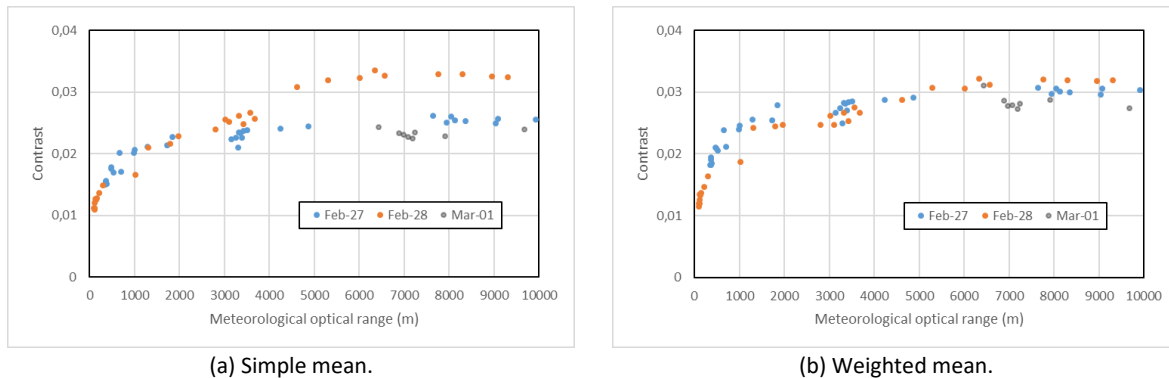 0,04
0,03
0,02
0,01
0
Contrast
Feb-27 Feb-28 Mar-01
0 1000 2000 3000 4000 5000 6000 7000 8000 9000 10000
Meteorological optical range (m)
(a) Simple mean.
0,04
0,03
0,02
0,01
0
Contrast
Feb-27 Feb-28 Mar-01
0 1000 2000 3000 4000 5000 6000 7000 8000 9000 10000
Meteorological optical range (m)
(b) Weighted mean.